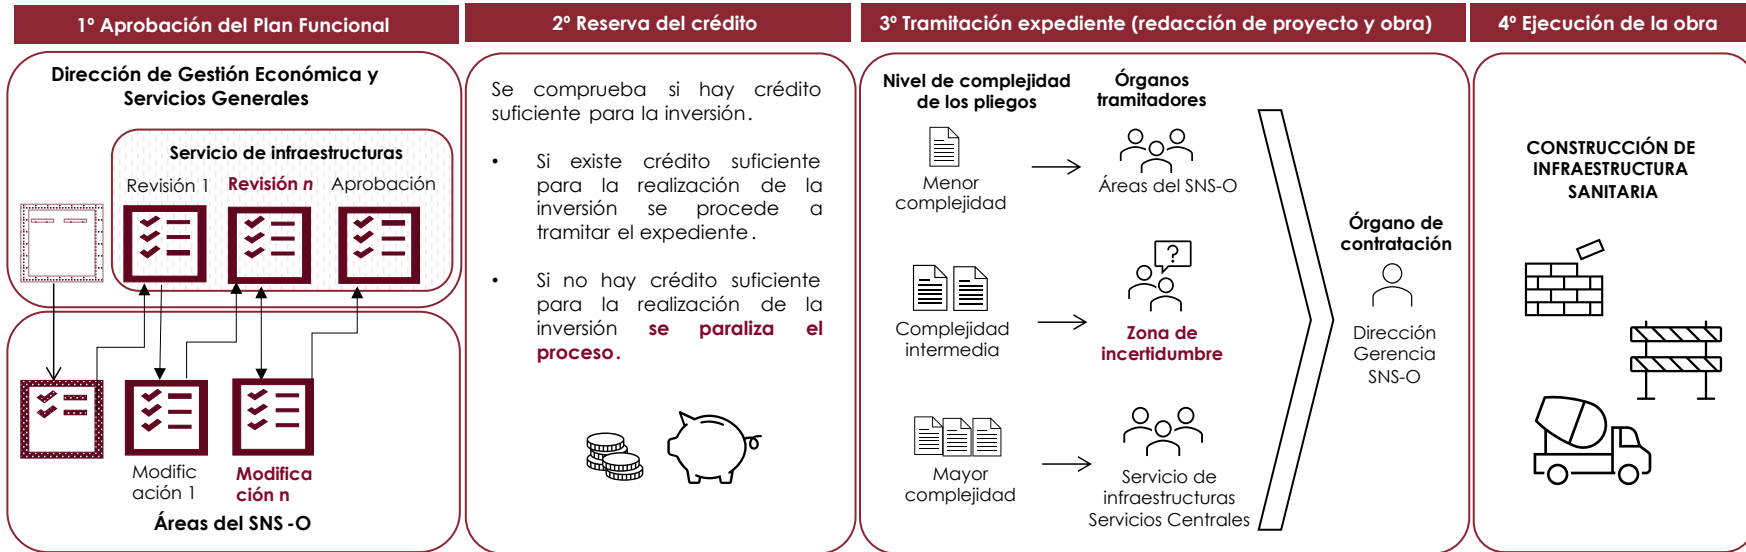 1º Aprobación del Plan Funcional
Dirección de Gestión Económica y
Servicios Generales
Servicio de infraestructuras
Revisión 1
Revisión n
Aprobación
Modific
ación 1
Modifica
ción n
Áreas del SNS -O
2º Reserva del crédito
Se comprueba si hay crédito
suficiente para la inversión.
• Si existe crédito suficiente
para la realización de la
inversión se procede a
tramitar el expediente.
• Si no hay crédito suficiente
para la realización de la
inversión se paraliza el
proceso.
3º Tramitación expediente (redacción de proyecto y obra)
Nivel de complejidad
de los pliegos
Órganos
tramitadores
Menor
complejidad
Áreas del SNS-O
?
Complejidad
intermedia
Zona de
incertidumbre
Mayor
complejidad
Servicio de
infraestructuras
Servicios Centrales
Órgano de
contratación
Dirección
Gerencia
SNS-O
4º Ejecución de la obra
CONSTRUCCIÓN DE
INFRAESTRUCTURA
SANITARIA